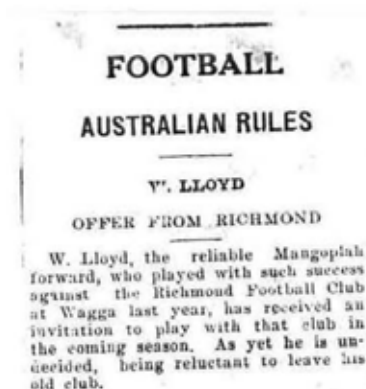 FOOTBALL
AUSTRALIAN RULES
W. LLOYD
OFFER FROM RICHMOND
W. Lloyd, the reliable Mangoplah
forward, who played with such success
against the Richmond Football Club
at Wagga last year, has received an
invitation to play with that club in
the coming season. As yet he is un-
decided, being reluctant to leave his
old club.